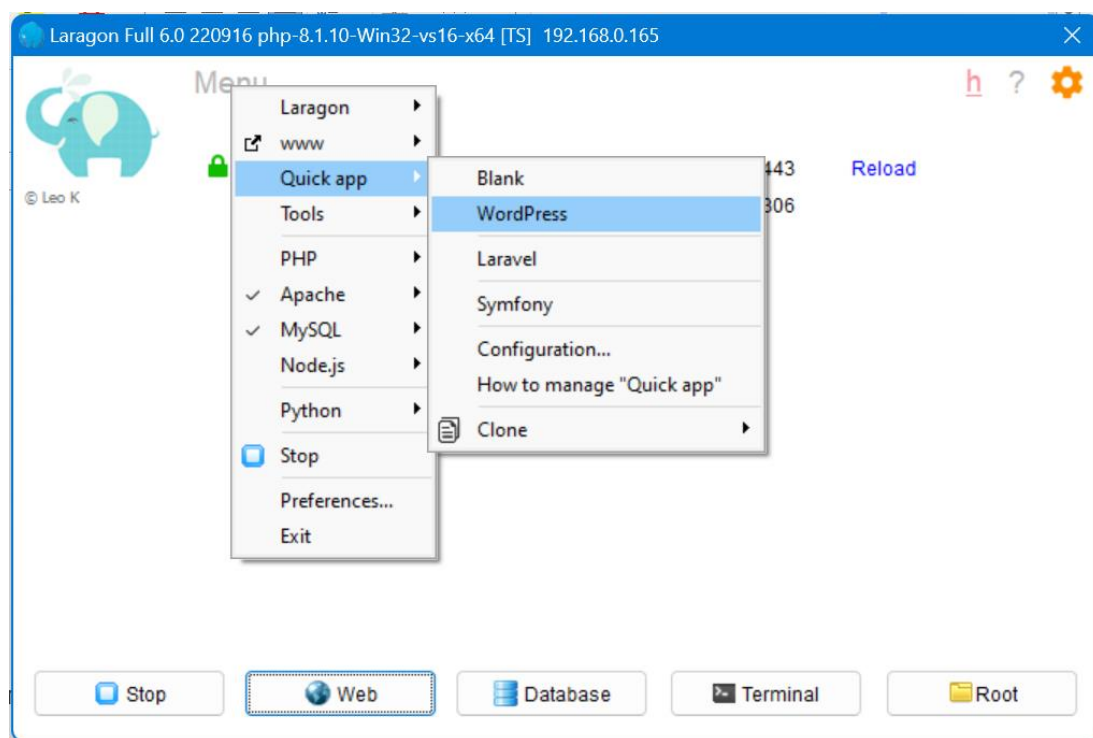 Laragon Full 6.0 220916 php-8.1.10-Win32-vs16-x64 [TS] 192.168.0.165
Menu
h ?
© Leo K
Laragon
www
Quick app
Tools
PHP
Apache
MySQL
Node.js
Python
Stop
Preferences...
Exit
Blank
WordPress
Laravel
Symfony
Configuration...
How to manage "Quick app"
Clone
443 Reload
306
Stop Web Database Terminal Root